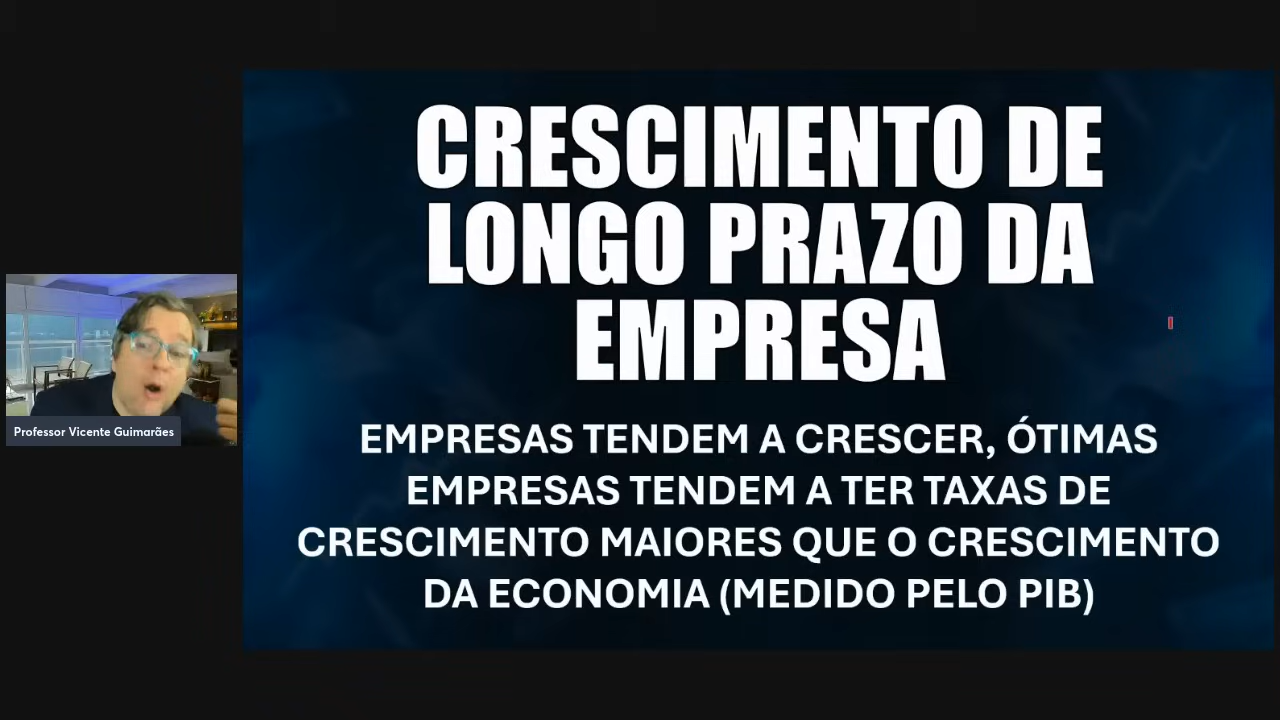 CRESCIMENTO DE
LONGO PRAZO DA
EMPRESA
EMPRESAS TENDEM A CRESCER, ÓTIMAS
EMPRESAS TENDEM A TER TAXAS DE
CRESCIMENTO MAIORES QUE O CRESCIMENTO
DA ECONOMIA (MEDIDO PELO PIB)
Professor Vicente Guimarães